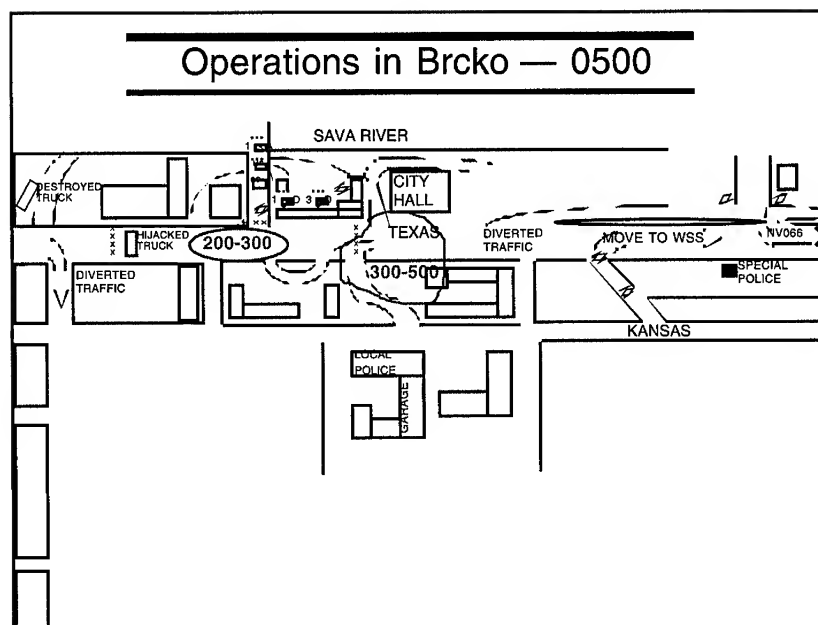 Operations in Brcko — 0500
SAVA RIVER
DESTROYED
TRUCK
CITY
HALL
HIJACKED
TRUCK
200-300
TEXAS
DIVERTED
TRAFFIC
MOVE TO WSS
NV066
DIVERTED
TRAFFIC
300-500
SPECIAL
POLICE
KANSAS
LOCAL
POLICE
GARAGE